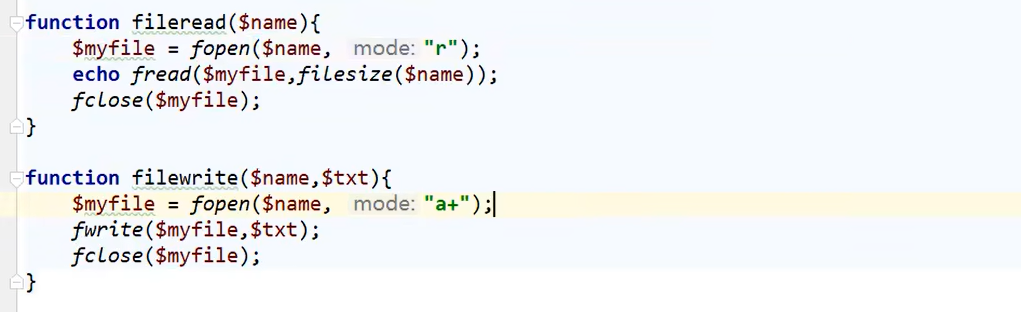 function fileread($name){
$myfile = fopen($name, mode: "r");
echo fread($myfile,filesize($name));
fclose($myfile);
}
function filewrite($name,$txt){
$myfile = fopen($name, mode: "a+");
fwrite($myfile,$txt);
fclose($myfile);
}